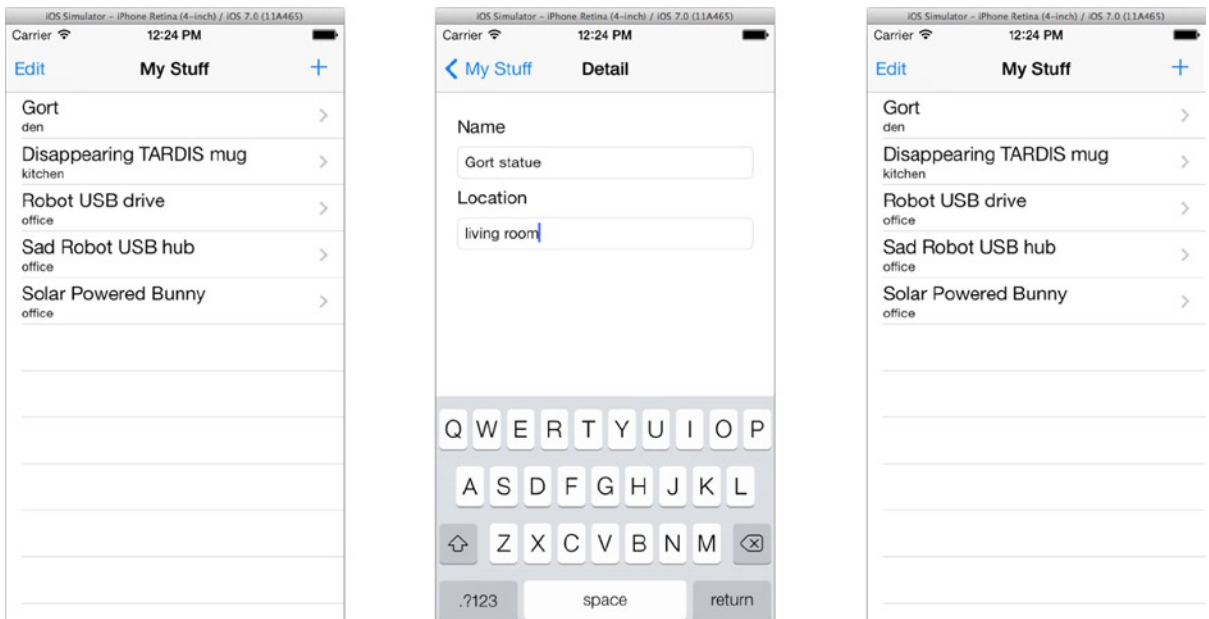 iOS Simulator – iPhone Retina (4-inch) / iOS 7.0 (11A465)
Carrier 12:24 PM
Edit My Stuff +
Gort
den
Disappearing TARDIS mug
kitchen
Robot USB drive
office
Sad Robot USB hub
office
Solar Powered Bunny
office
iOS Simulator – iPhone Retina (4-inch) / iOS 7.0 (11A465)
Carrier 12:24 PM
My Stuff Detail
Name
Gort statue
Location
living room
Q W E R T Y U I O P
A S D F G H J K L
Z X C V B N M
.?123 space return
iOS Simulator – iPhone Retina (4-inch) / iOS 7.0 (11A465)
Carrier 12:24 PM
Edit My Stuff +
Gort
den
Disappearing TARDIS mug
kitchen
Robot USB drive
office
Sad Robot USB hub
office
Solar Powered Bunny
office